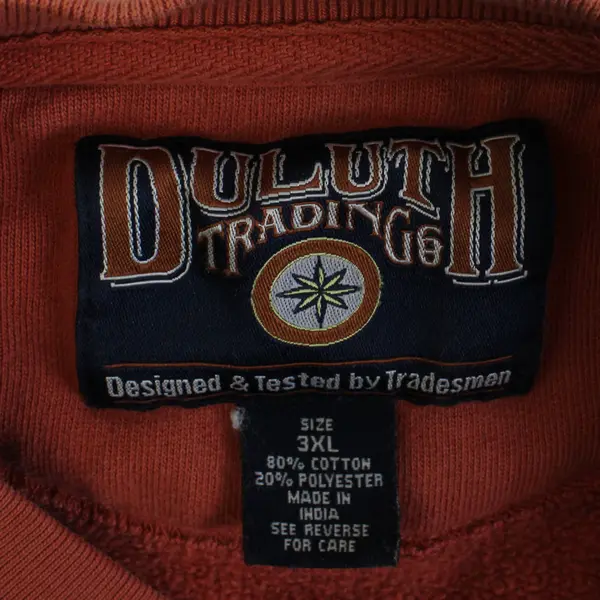 DULUTH
TRADING Co
Designed & Tested by Tradesmen
SIZE
3XL
80% COTTON
20% POLYESTER
MADE IN
INDIA
SEE REVERSE
FOR CARE